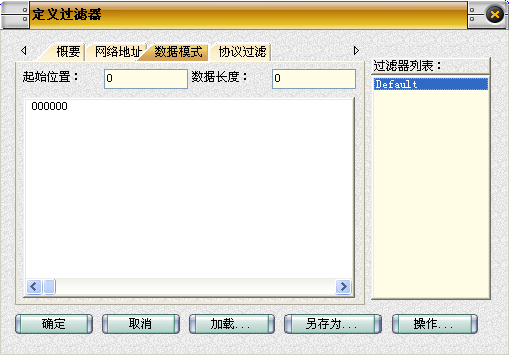 定义过滤器
概要 网络地址 数据模式 协议过滤
起始位置： 0 数据长度： 0
过滤器列表：
Default
000000
确定 取消 加载... 另存为... 操作...